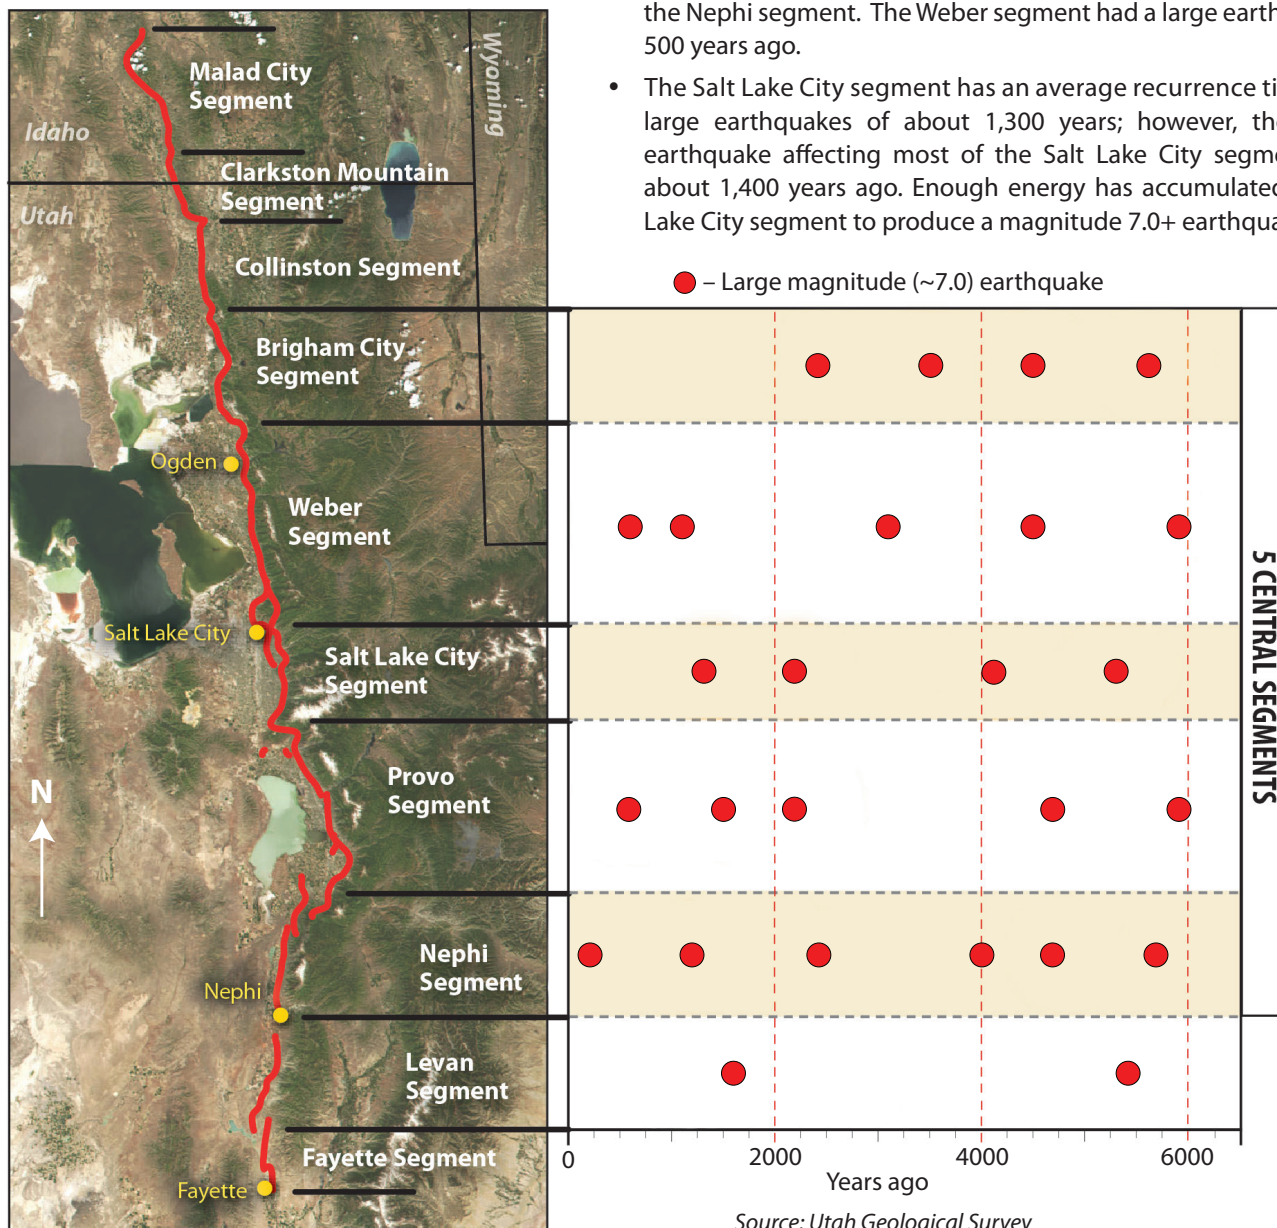 the Nephi segment. The Weber segment had a large earth
500 years ago.
• The Salt Lake City segment has an average recurrence ti
large earthquakes of about 1,300 years; however, the
earthquake affecting most of the Salt Lake City segme
about 1,400 years ago. Enough energy has accumulated
Lake City segment to produce a magnitude 7.0+ earthqua
– Large magnitude (~7.0) earthquake
Wyoming
Malad City
Segment
Idaho
Clarkston Mountain
Segment
Utah
Collinston Segment
Brigham City
Segment
Ogden
Weber
Segment
Salt Lake City
Salt Lake City
Segment
Provo
Segment
N
Nephi
Segment
Nephi
Levan
Segment
Fayette Segment
Fayette
5 CENTRAL SEGMENTS
0 2000 4000 6000
Years ago
Source: Utah Geological Survey